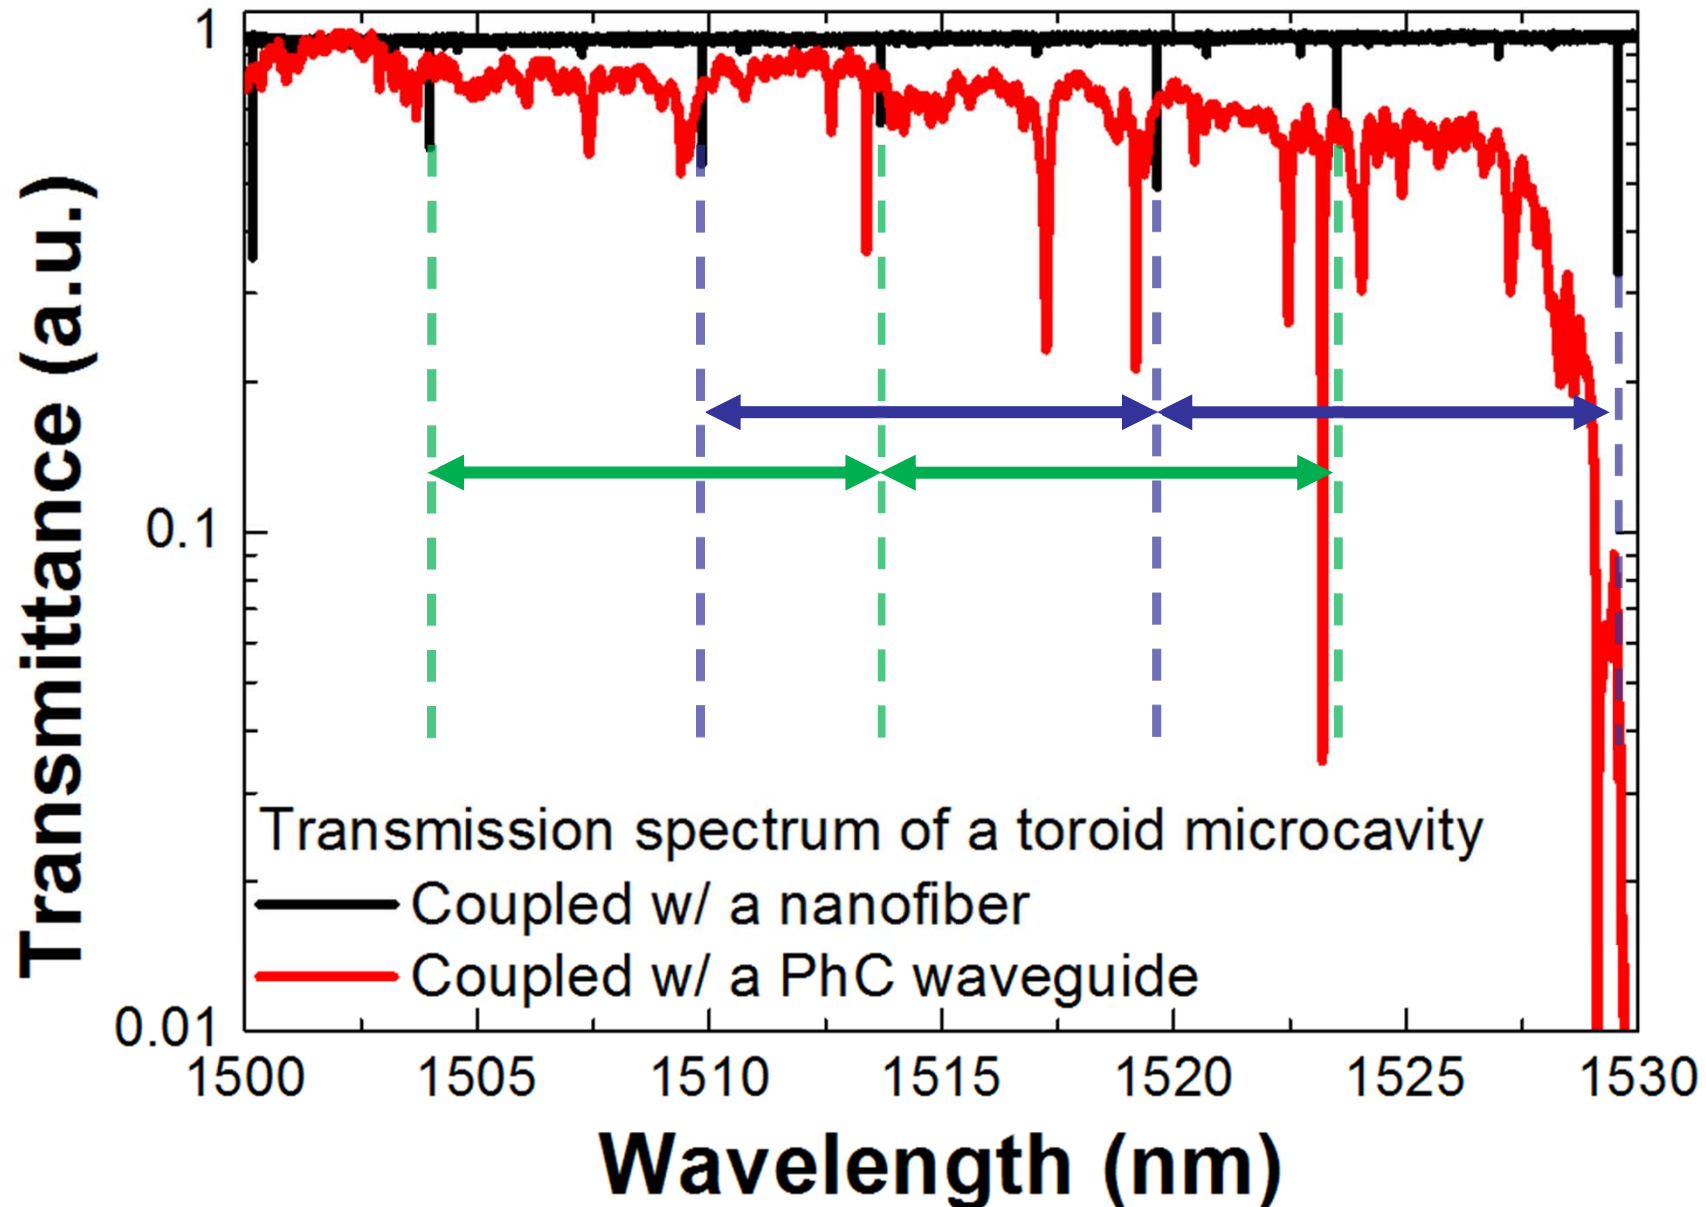 Transmittance (a.u.)
1
0.1
0.01
Transmission spectrum of a toroid microcavity
Coupled w/ a nanofiber
Coupled w/ a PhC waveguide
1500 1505 1510 1515 1520 1525 1530
Wavelength (nm)